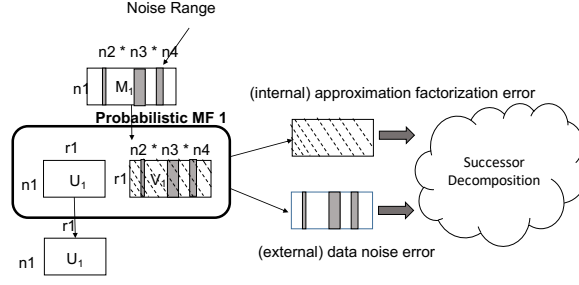 Noise Range
n2 * n3 * n4
n1
M1
(internal) approximation factorization error
Probabilistic MF 1
r1
n2 * n3 * n4
n1
U1
r1
V1
Successor
Decomposition
r1
n1
U1
(external) data noise error